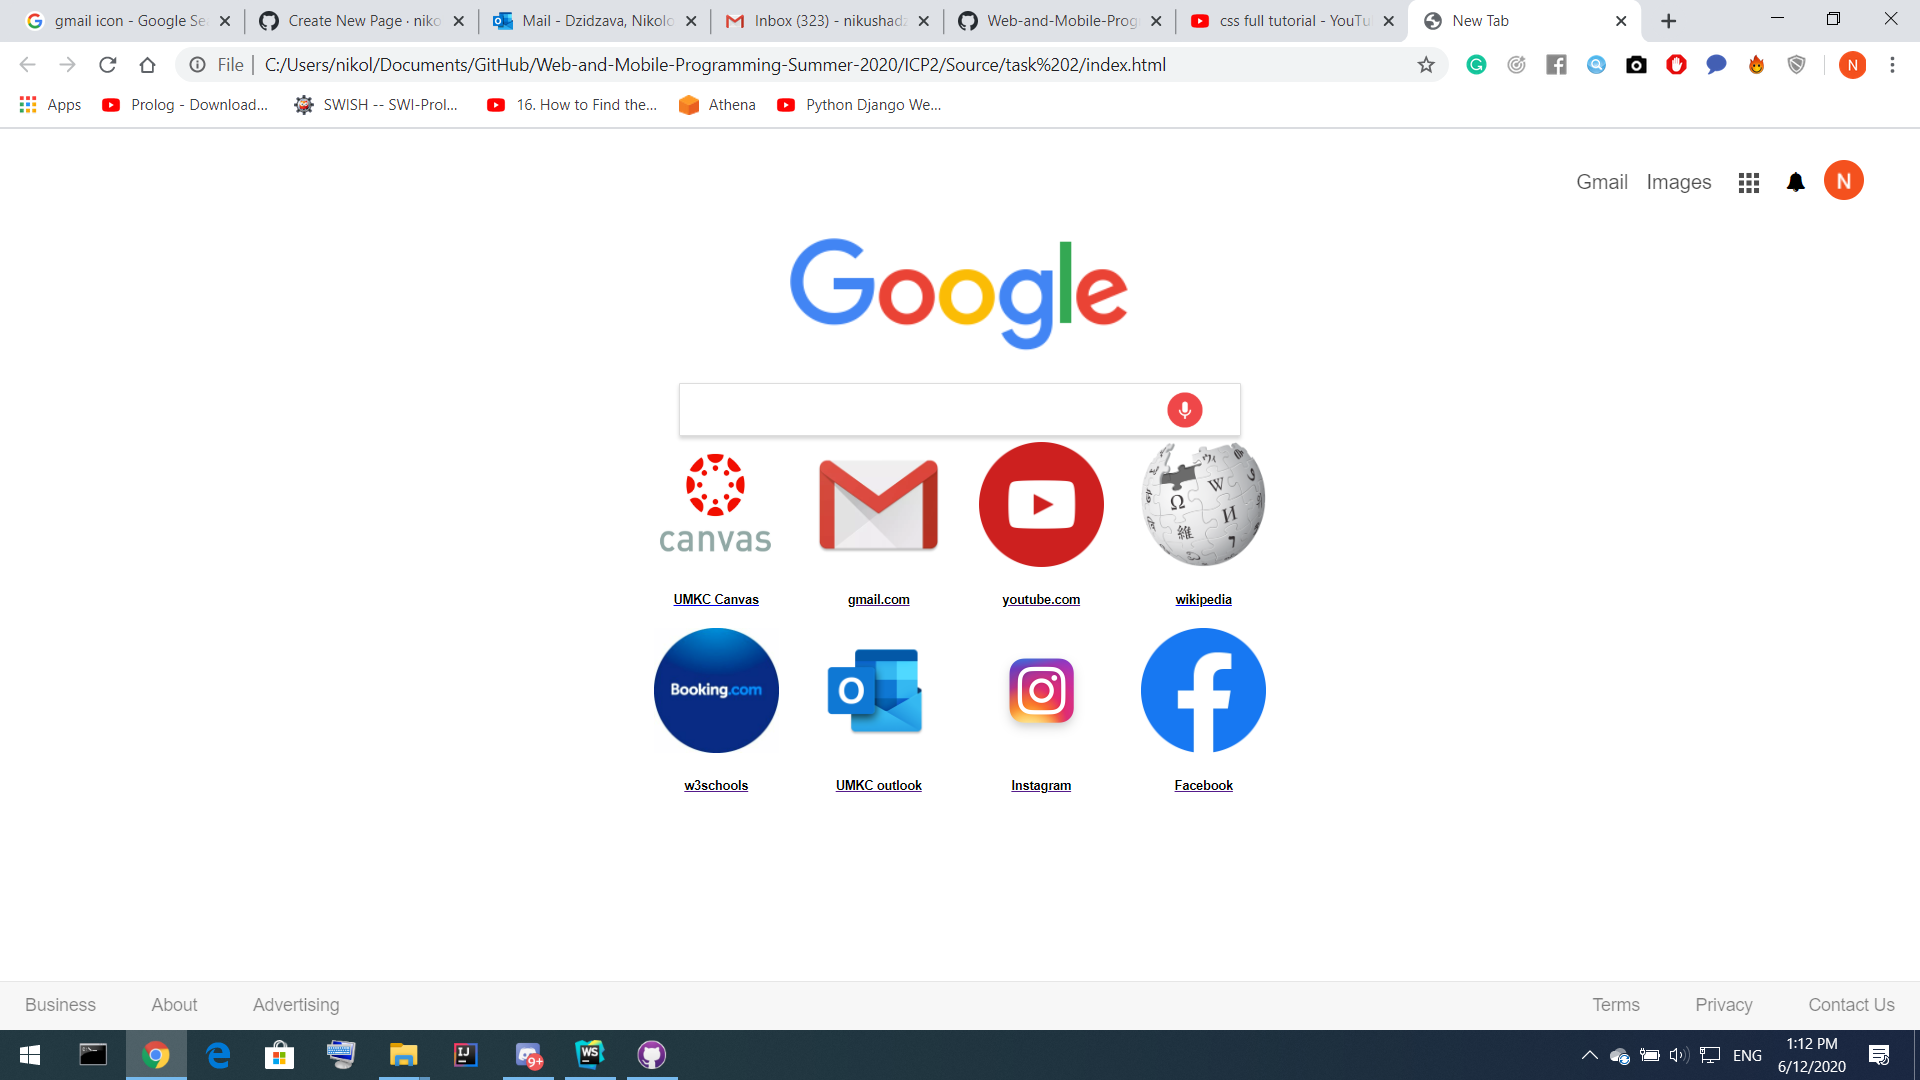 gmail icon - Google Se
Create New Page · niko
Mail - Dzidzava, Nikolo
Inbox (323) - nikushadz
Web-and-Mobile-Prog
css full tutorial - YouTu
New Tab
File
C:/Users/nikol/Documents/GitHub/Web-and-Mobile-Programming-Summer-2020/ICP2/Source/task%202/index.html
N
Apps
Prolog - Download...
SWISH -- SWI-Prol...
16. How to Find the...
Athena
Python Django We...
Gmail
Images
N
Google
canvas
UMKC Canvas
gmail.com
youtube.com
wikipedia
Booking.com
w3schools
UMKC outlook
Instagram
Facebook
Business
About
Advertising
Terms
Privacy
Contact Us
IJ
9+
WS
ENG
1:12 PM
6/12/2020